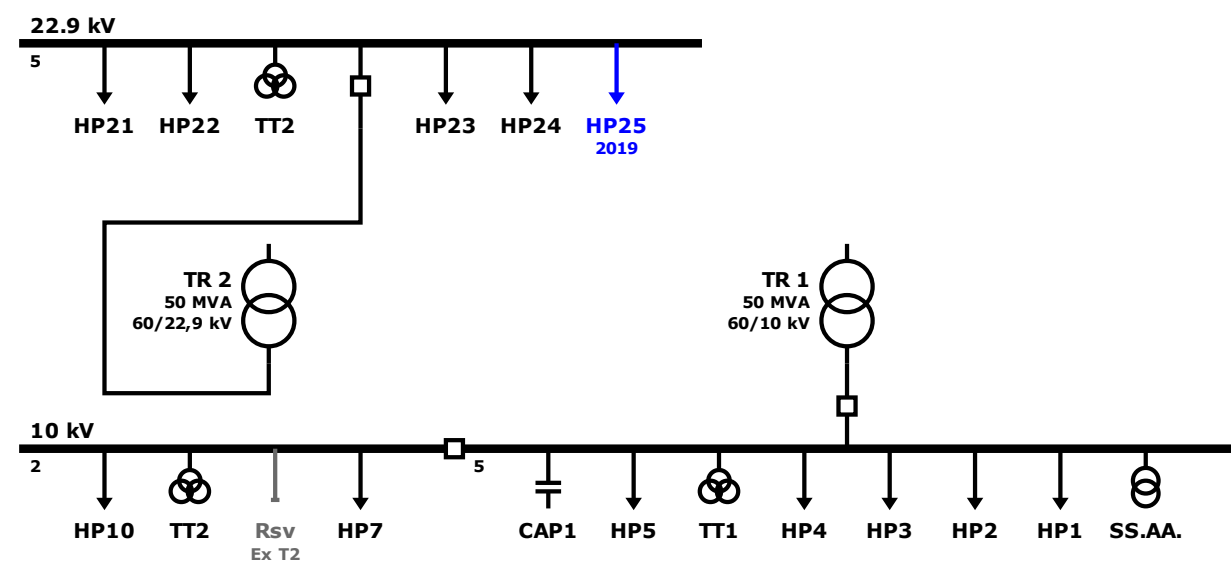 22.9 kV
5
HP21
HP22
TT2
HP23
HP24
HP25
2019
TR 2
50 MVA
60/22,9 kV
TR 1
50 MVA
60/10 kV
10 kV
2
5
HP10
TT2
Rsv
Ex T2
HP7
CAP1
HP5
TT1
HP4
HP3
HP2
HP1
SS.AA.